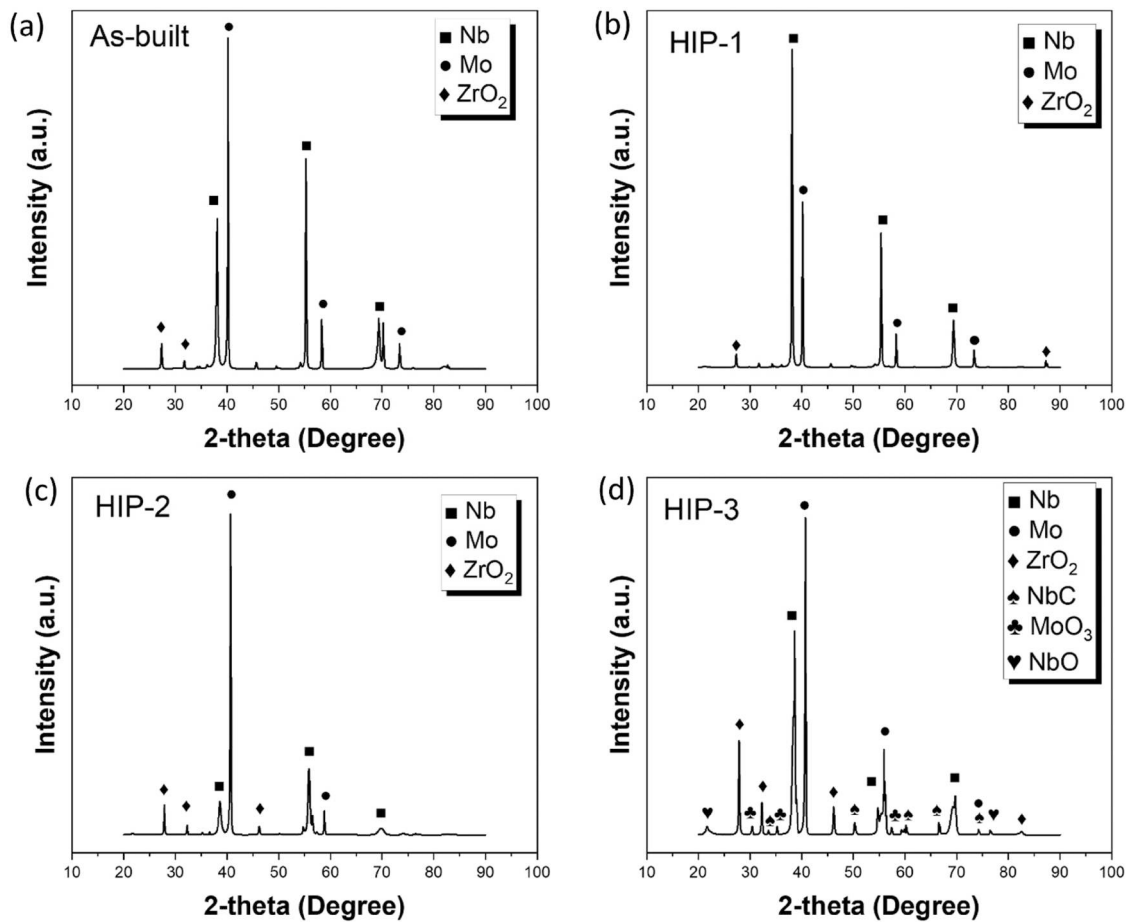 (a)
As-built
■ Nb
● Mo
♦ ZrO₂
Intensity (a.u.)
10 20 30 40 50 60 70 80 90 100
2-theta (Degree)
(b)
HIP-1
■ Nb
● Mo
♦ ZrO₂
Intensity (a.u.)
10 20 30 40 50 60 70 80 90 100
2-theta (Degree)
(c)
HIP-2
■ Nb
● Mo
♦ ZrO₂
Intensity (a.u.)
10 20 30 40 50 60 70 80 90 100
2-theta (Degree)
(d)
HIP-3
■ Nb
● Mo
♦ ZrO₂
♠ NbC
♣ MoO₃
♥ NbO
Intensity (a.u.)
10 20 30 40 50 60 70 80 90 100
2-theta (Degree)